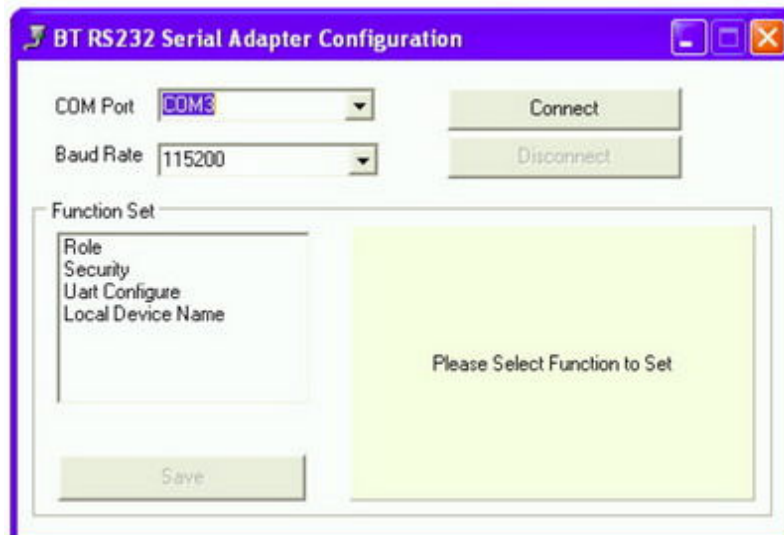 BT RS232 Serial Adapter Configuration
COM Port COM3 Connect
Baud Rate 115200 Disconnect
Function Set
Role
Security
Uart Configure
Local Device Name
Please Select Function to Set
Save